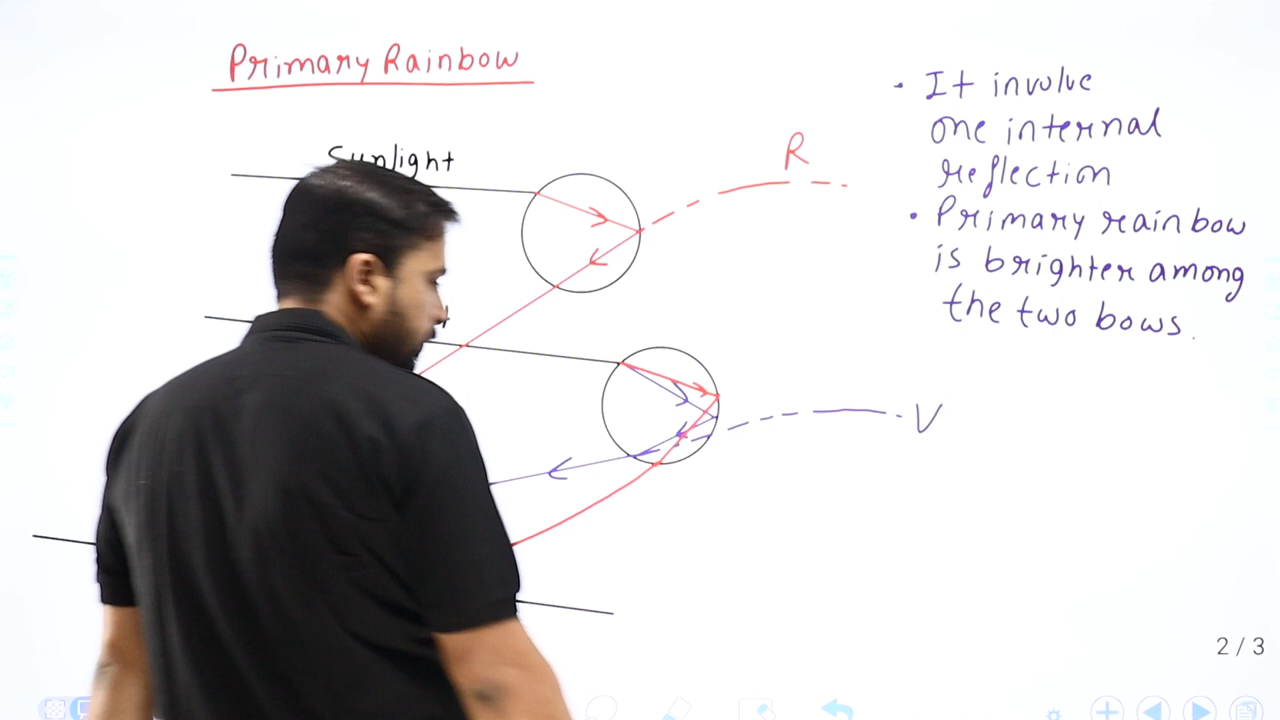 Primary Rainbow
Sunlight
R
V
• It involve
one internal
reflection
• Primary rainbow
is brighter among
the two bows.
2 / 3